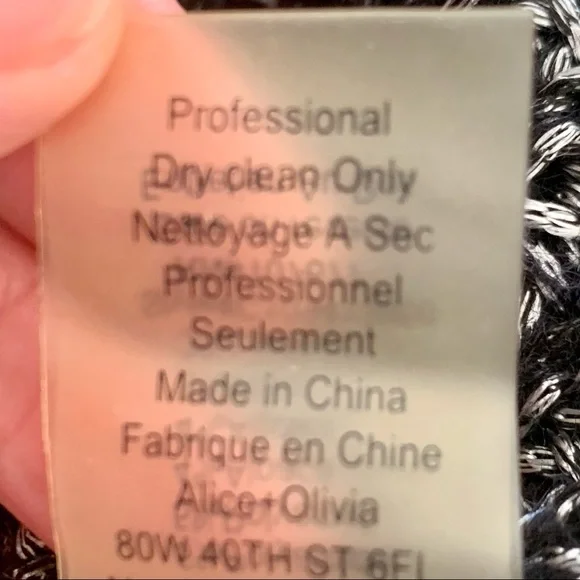 Professional
Dry clean Only
Nettoyage A Sec
Professionnel
Seulement
Made in China
Fabrique en Chine
Alice+Olivia
80W 40TH ST 6FL